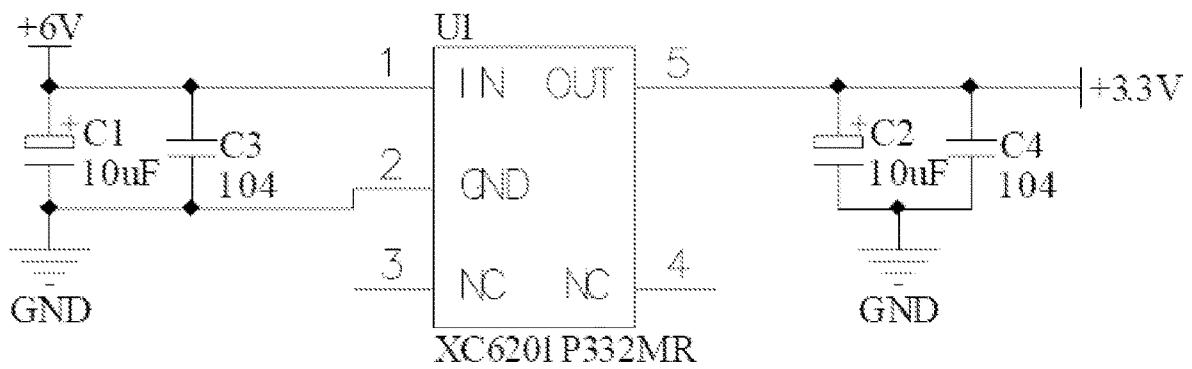 +6V
U1
1
IN
OUT
5
+3.3V
+
C1
10uF
C3
104
2
GND
+
C2
10uF
C4
104
3
NC
NC
4
GND
GND
XC6201P332MR